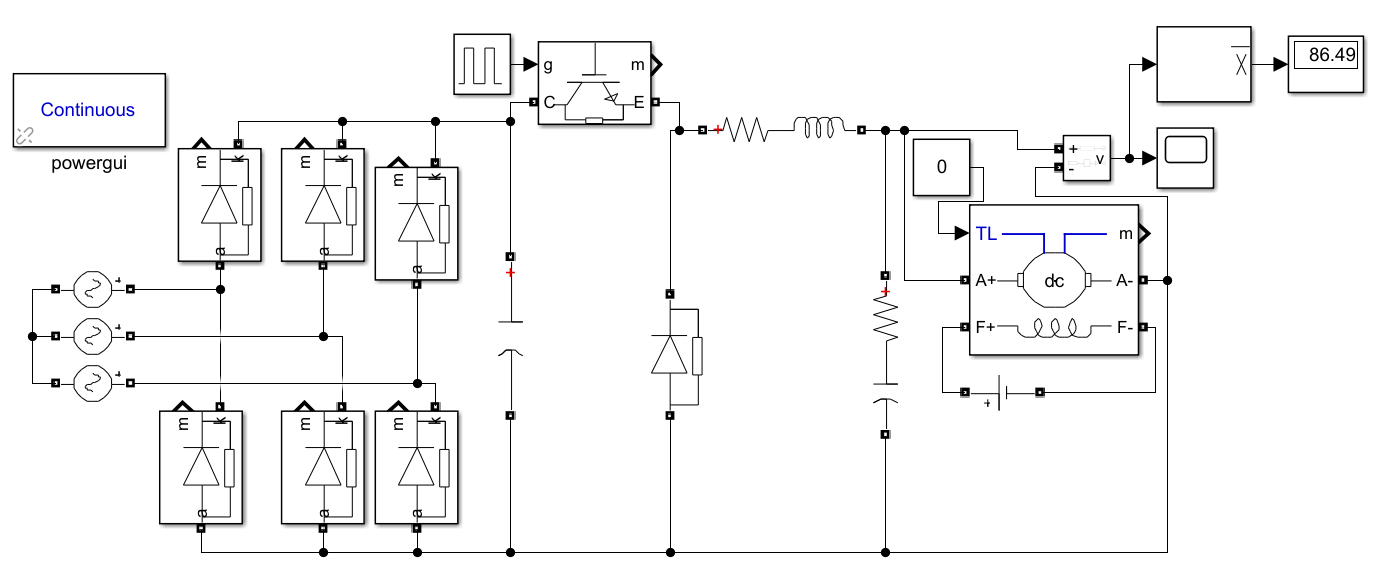 Continuous
powergui
g
m
C
E
86.49
m
k
a
m
k
a
m
k
a
+
-
v
0
TL
m
A+
dc
A-
F+
F-
+
+
+
+
+
+
+
m
k
a
m
k
a
m
k
a